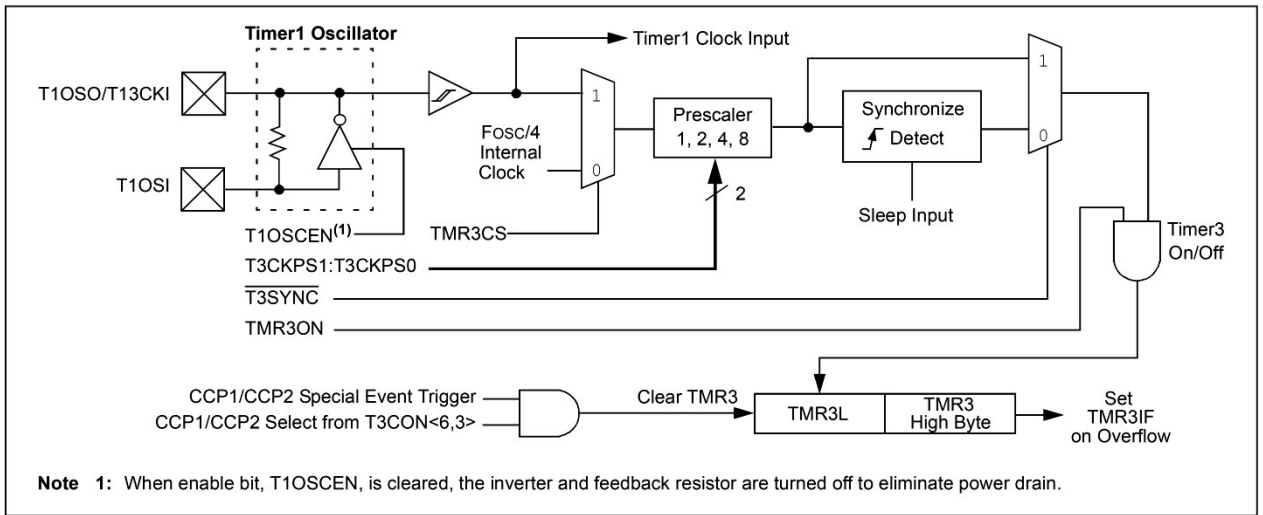 Timer1 Oscillator
Timer1 Clock Input
T1OSO/T13CKI
1
1
Prescaler
1, 2, 4, 8
Synchronize
Detect
FOSC/4
Internal
Clock
0
0
T1OSI
2
Sleep Input
T1OSCEN(1)
TMR3CS
Timer3
On/Off
T3CKPS1:T3CKPS0
T3SYNC
TMR3ON
CCP1/CCP2 Special Event Trigger
CCP1/CCP2 Select from T3CON<6,3>
Clear TMR3
TMR3L
TMR3
High Byte
Set
TMR3IF
on Overflow
Note 1: When enable bit, T1OSCEN, is cleared, the inverter and feedback resistor are turned off to eliminate power drain.